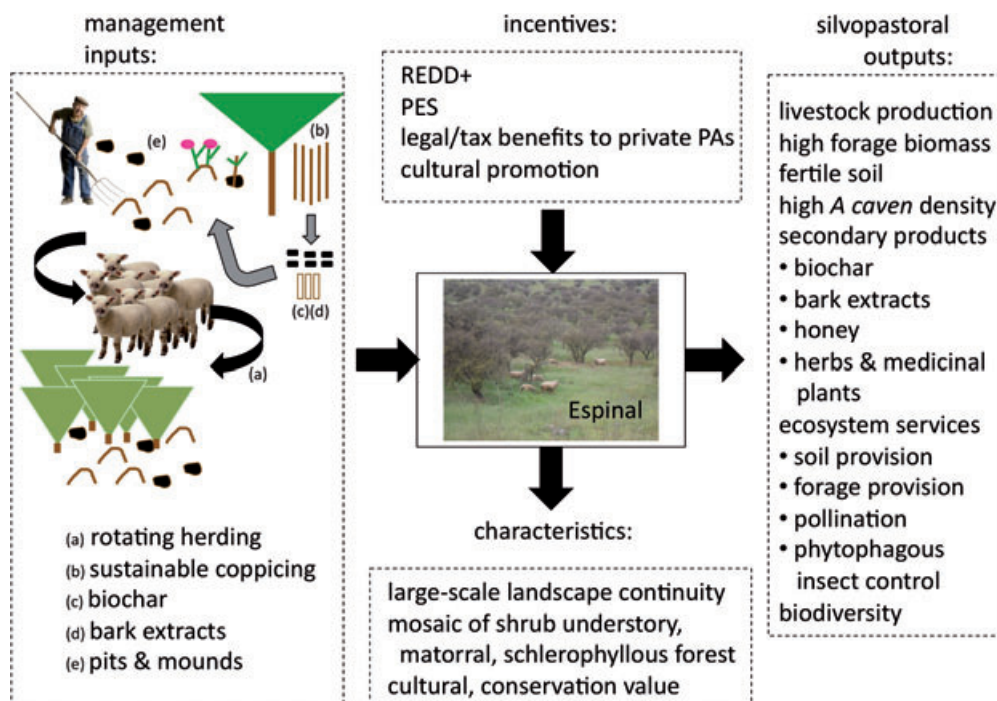 management
inputs:
(e)
(b)
(c)(d)
(a)
(a) rotating herding
(b) sustainable coppicing
(c) biochar
(d) bark extracts
(e) pits & mounds
incentives:
REDD+
PES
legal/tax benefits to private PAs
cultural promotion
Espinal
characteristics:
large-scale landscape continuity
mosaic of shrub understory,
matorral, schlerophyllous forest
cultural, conservation value
silvopastoral
outputs:
livestock production
high forage biomass
fertile soil
high A caven density
secondary products
• biochar
• bark extracts
• honey
• herbs & medicinal
plants
ecosystem services
• soil provision
• forage provision
• pollination
• phytophagous
insect control
biodiversity